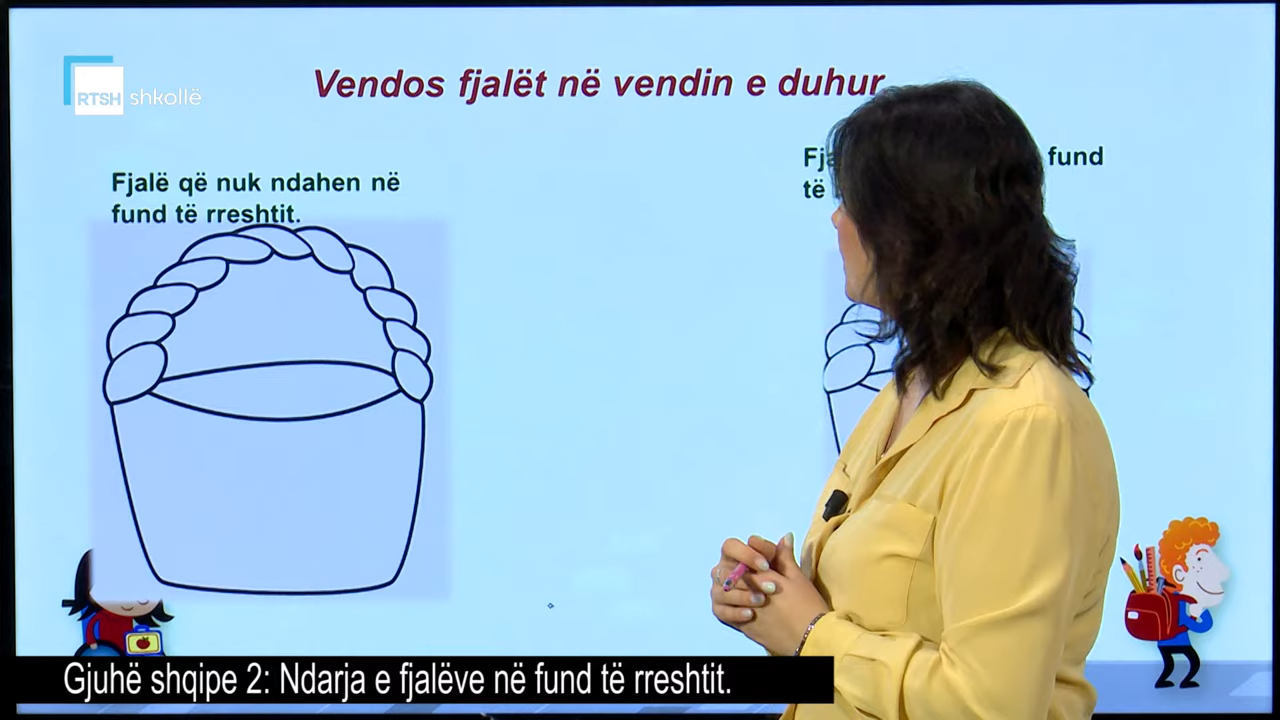 Vendos fjalët në vendin e duhur
RTSH shkollë
Fjalë që nuk ndahen në
fund të rreshtit.
fund
të
Gjuhë shqipe 2: Ndarja e fjalëve në fund të rreshtit.